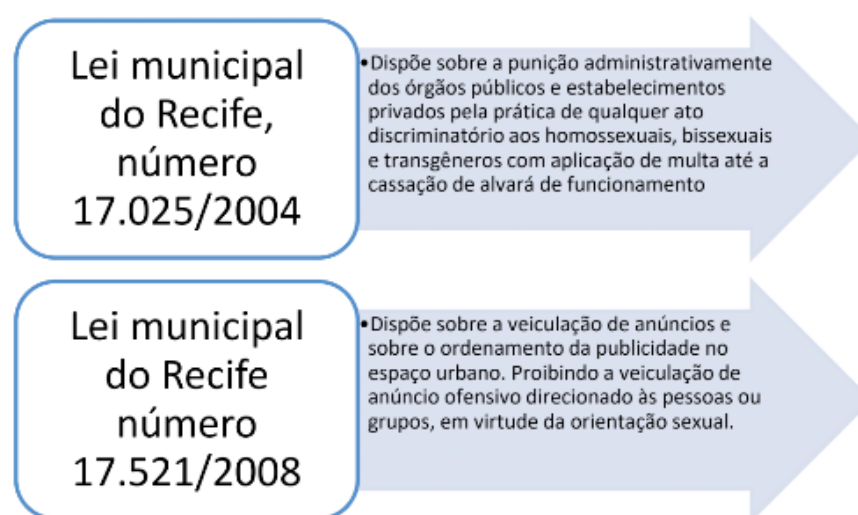 Lei municipal
do Recife,
número
17.025/2004
•Dispõe sobre a punição administrativamente
dos órgãos públicos e estabelecimentos
privados pela prática de qualquer ato
discriminatório aos homossexuais, bissexuais
e transgêneros com aplicação de multa até a
cassação de alvará de funcionamento
Lei municipal
do Recife
número
17.521/2008
•Dispõe sobre a veiculação de anúncios e
sobre o ordenamento da publicidade no
espaço urbano. Proibindo a veiculação de
anúncio ofensivo direcionado às pessoas ou
grupos, em virtude da orientação sexual.